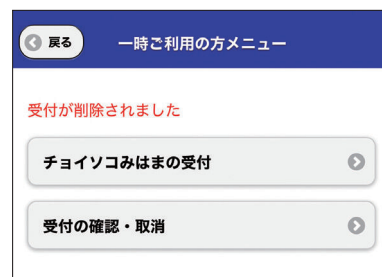 戻る
一時ご利用の方メニュー
受付が削除されました
チョイソコみはまの受付
受付の確認・取消